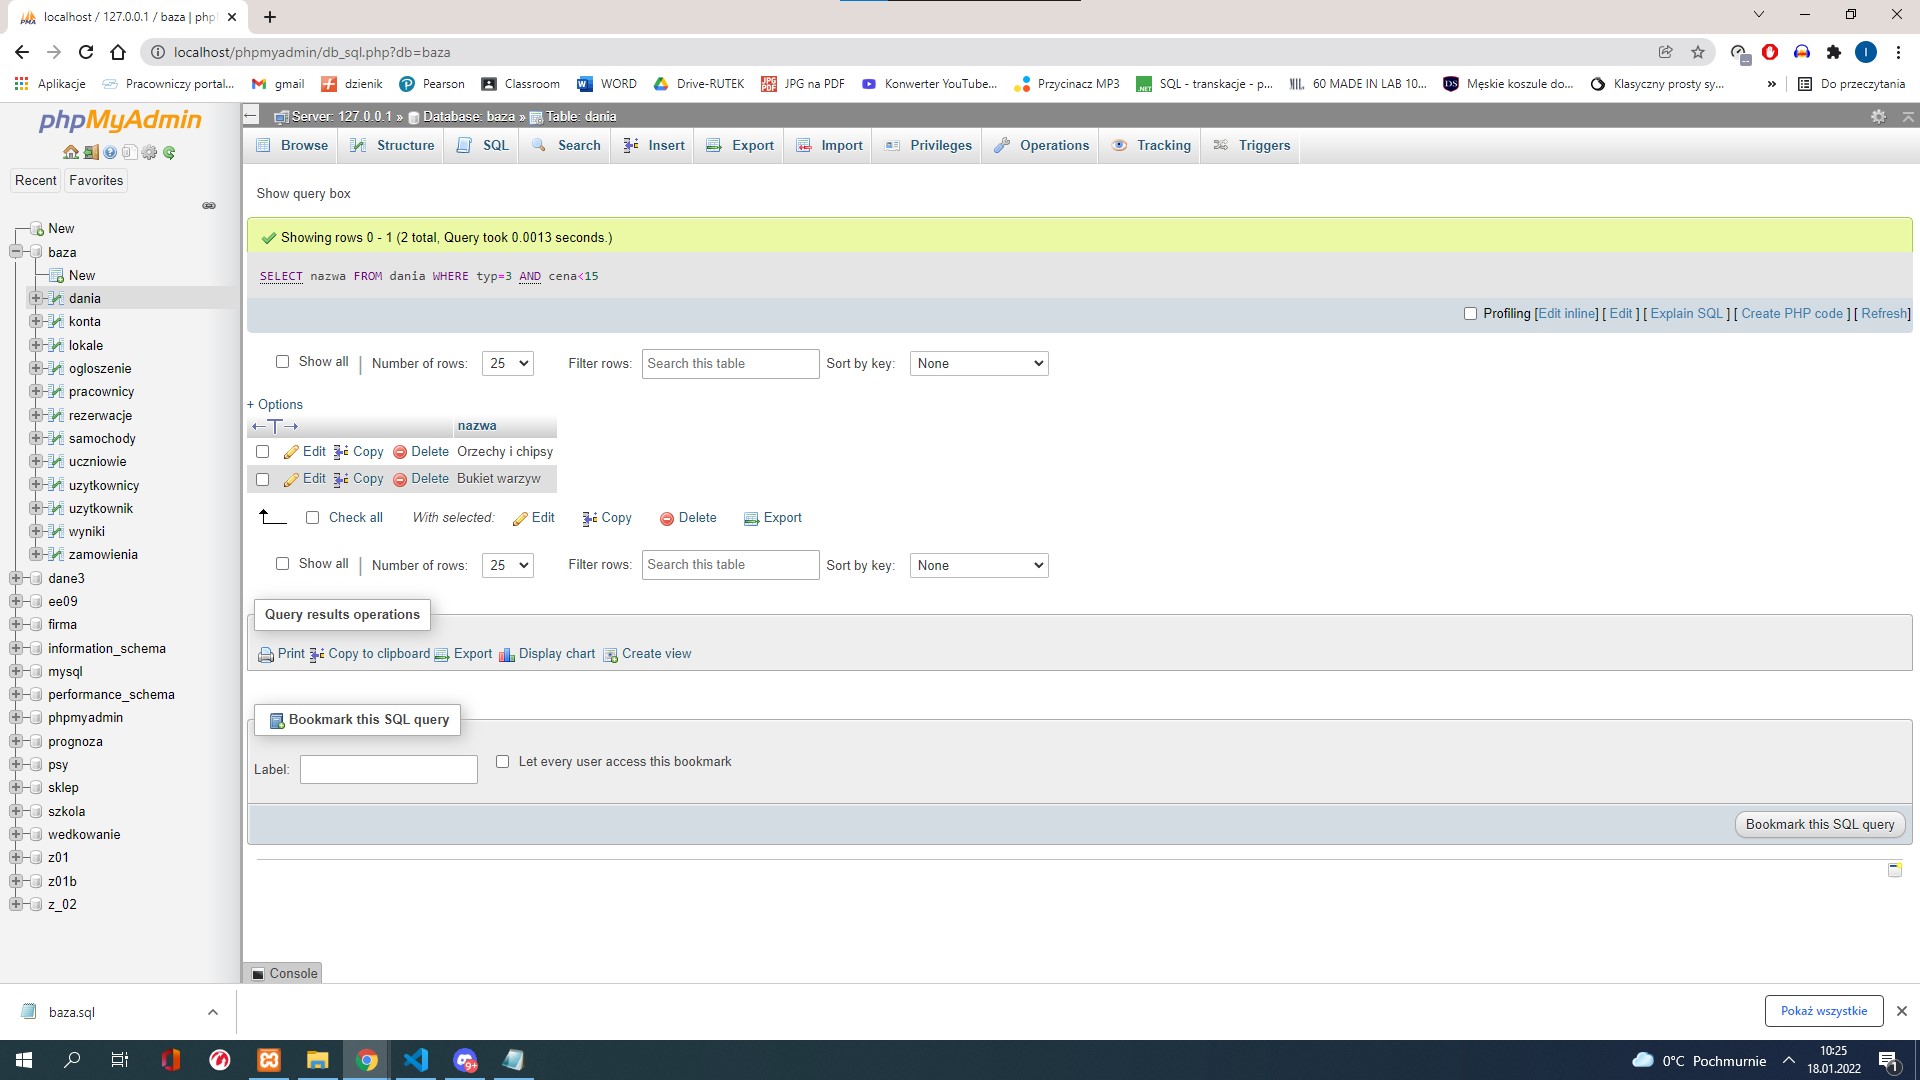 localhost / 127.0.0.1 / baza | php
localhost/phpmyadmin/db_sql.php?db=baza
Aplikacje Pracowniczy portal... gmail dzienik Pearson Classroom WORD Drive-RUTEK JPG na PDF Konwerter YouTube... Przycinacz MP3 SQL - transkacje - p... 60 MADE IN LAB 10... Męskie koszule do... Klasyczny prosty sy... » Do przeczytania
phpMyAdmin
Recent Favorites
New
baza
New
dania
konta
lokale
ogloszenie
pracownicy
rezerwacje
samochody
uczniowie
uzytkownicy
uzytkownik
wyniki
zamowienia
dane3
ee09
firma
information_schema
mysql
performance_schema
phpmyadmin
prognoza
psy
sklep
szkola
wedkowanie
z01
z01b
z_02
Server: 127.0.0.1 » Database: baza » Table: dania
Browse Structure SQL Search Insert Export Import Privileges Operations Tracking Triggers
Show query box
Showing rows 0 - 1 (2 total, Query took 0.0013 seconds.)
SELECT nazwa FROM dania WHERE typ=3 AND cena<15
Profiling [Edit inline] [ Edit ] [ Explain SQL ] [ Create PHP code ] [ Refresh]
Show all | Number of rows: 25 Filter rows: Search this table Sort by key: None
+ Options
←T→ nazwa
Edit Copy Delete Orzechy i chipsy
Edit Copy Delete Bukiet warzyw
Check all With selected: Edit Copy Delete Export
Show all | Number of rows: 25 Filter rows: Search this table Sort by key: None
Query results operations
Print Copy to clipboard Export Display chart Create view
Bookmark this SQL query
Label: Let every user access this bookmark
Bookmark this SQL query
Console
baza.sql
Pokaż wszystkie
0°C Pochmurnie
10:25
18.01.2022